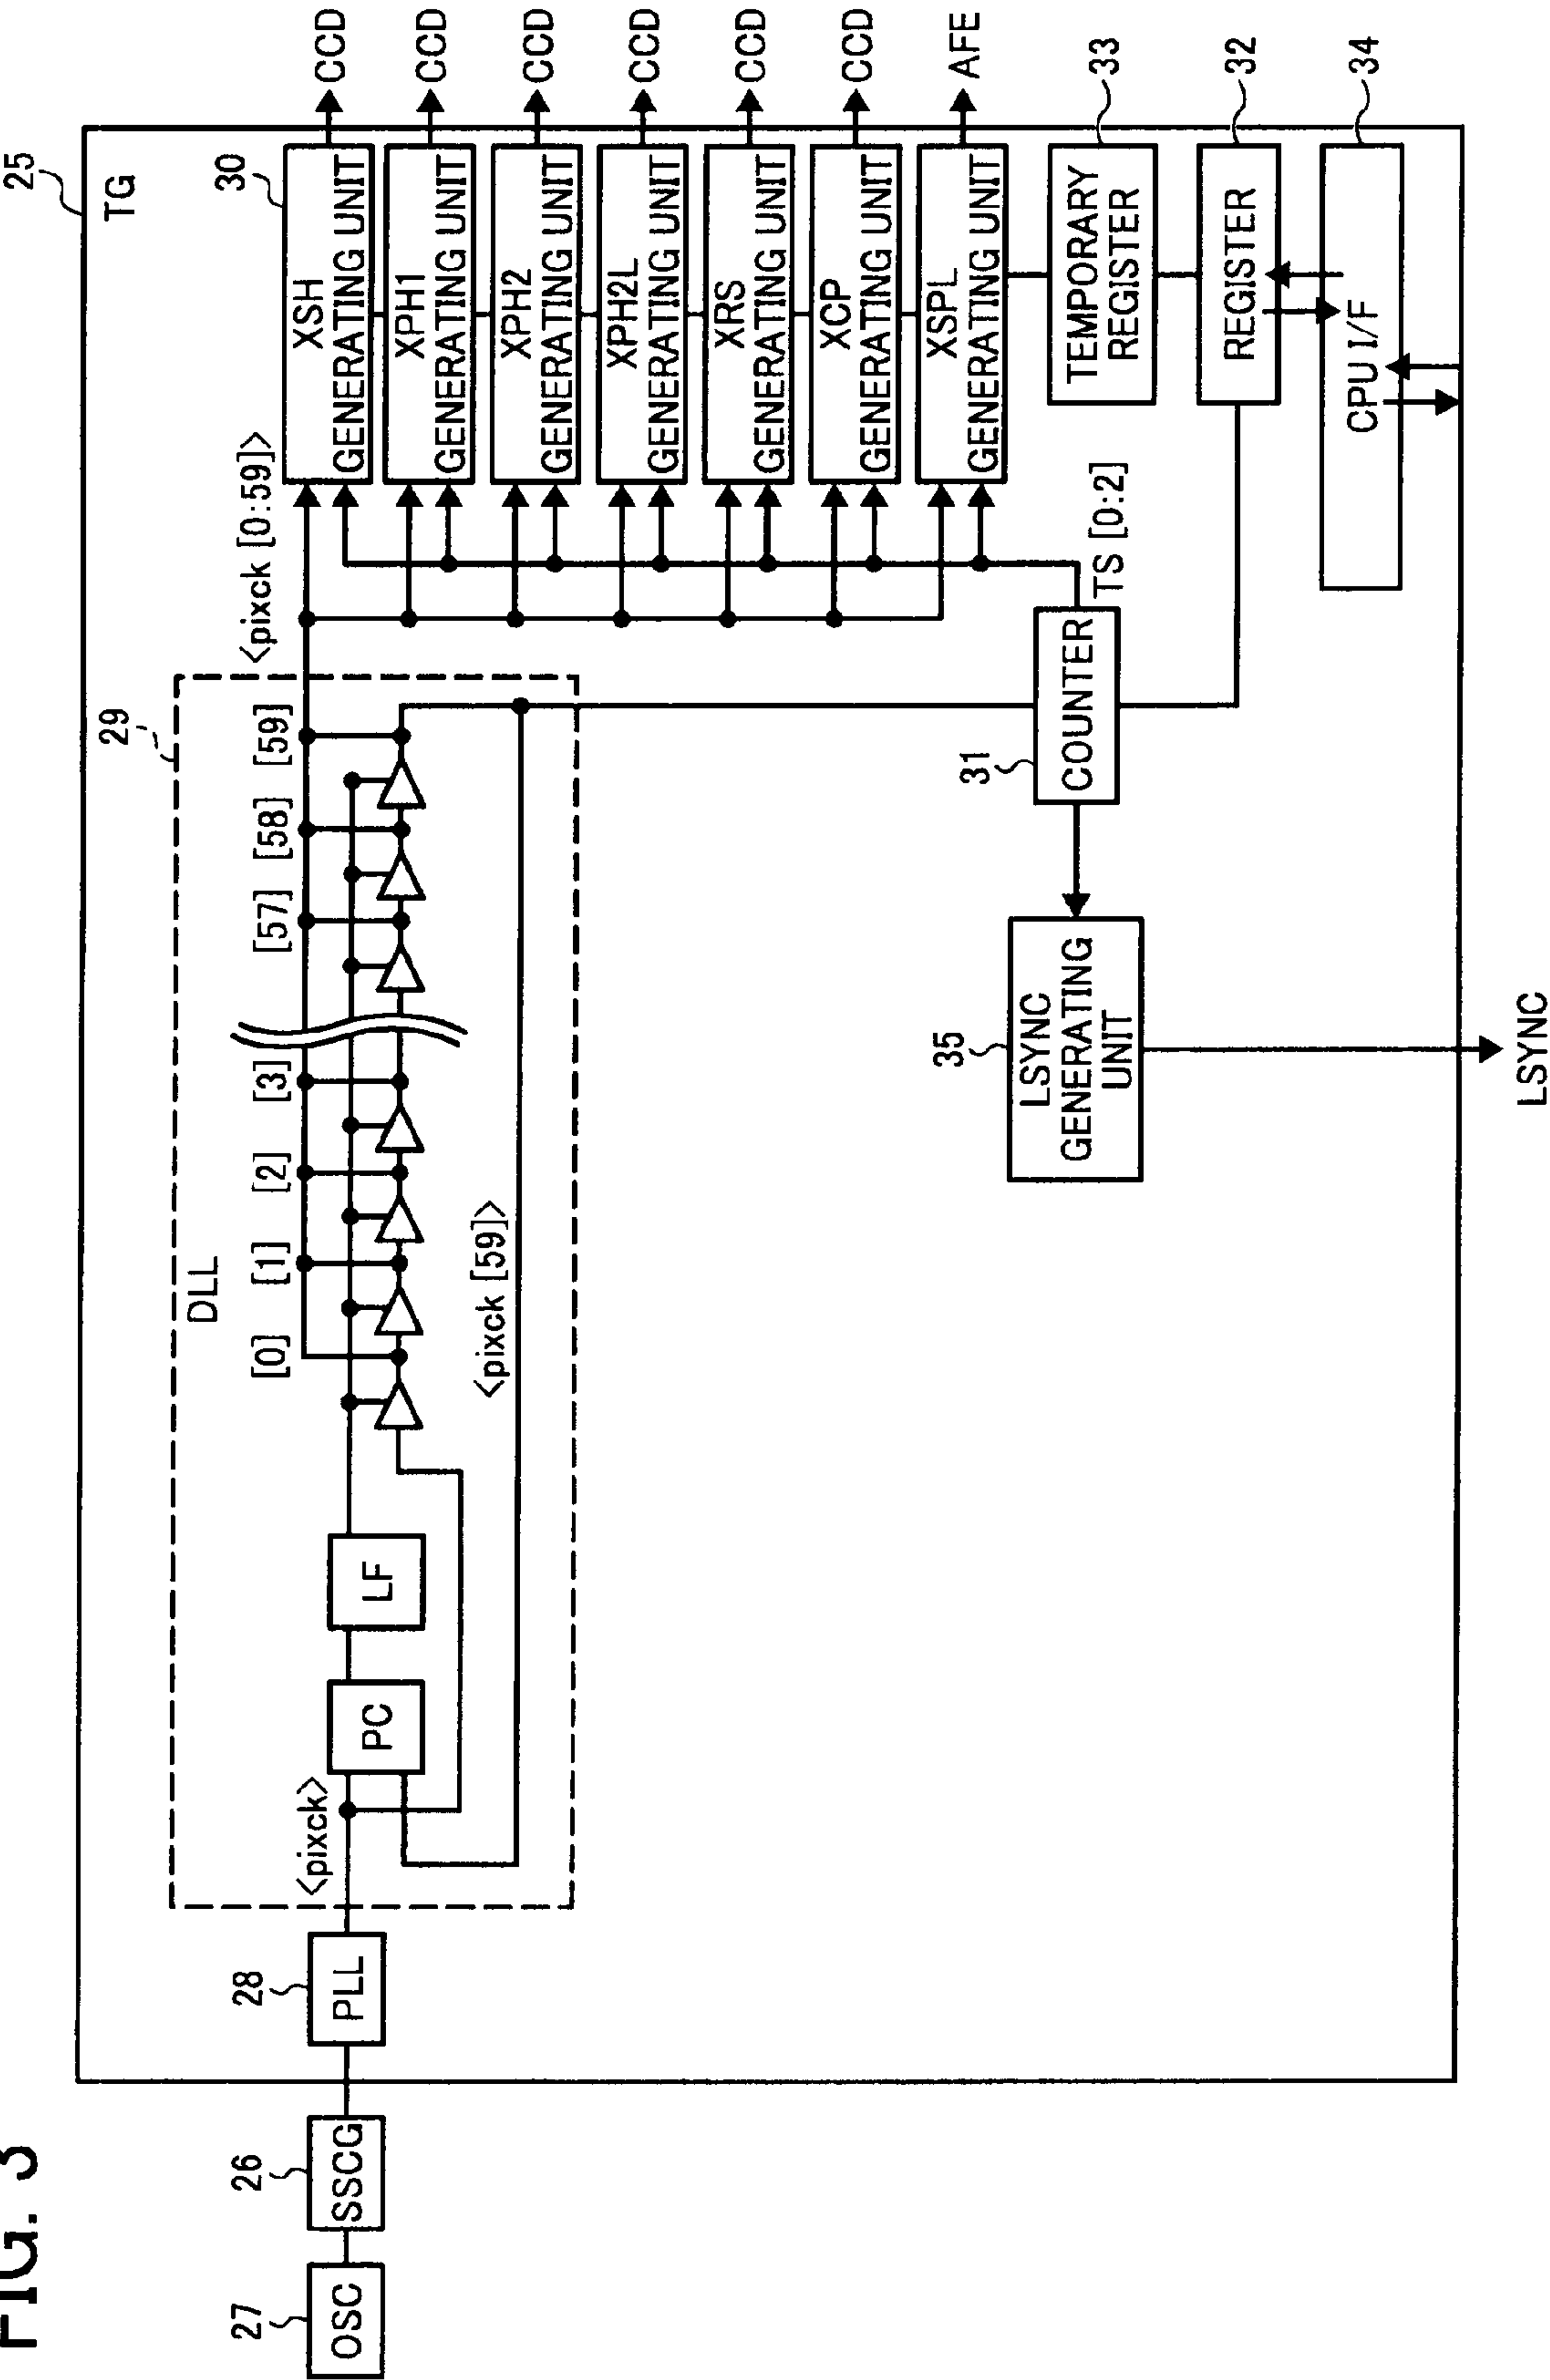 FIG. 3
25
TG
27
OSC
26
SSCG
28
PLL
29
DLL
<pixck>
PC
LF
[0]
[1]
[2]
[3]
[57]
[58]
[59]
<pixck [59]>
<pixck [0:59]>
30
XSH
GENERATING UNIT
CCD
XPH1
GENERATING UNIT
CCD
XPH2
GENERATING UNIT
CCD
XPH2L
GENERATING UNIT
CCD
XRS
GENERATING UNIT
CCD
XCP
GENERATING UNIT
CCD
XSPL
GENERATING UNIT
AFE
TS [0:2]
31
COUNTER
TEMPORARY
REGISTER
33
REGISTER
32
CPU I/F
34
35
LSYNC
GENERATING
UNIT
LSYNC